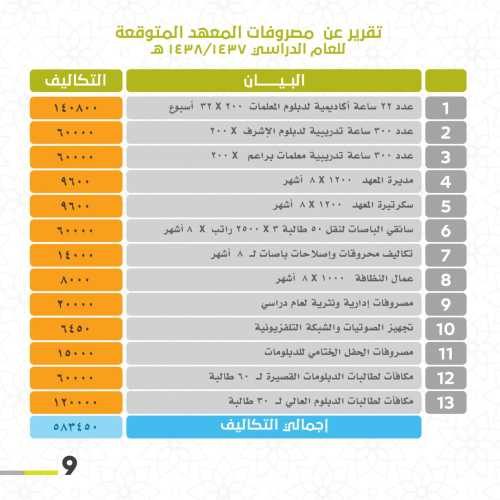 تقرير عن مصروفات المعهد المتوقعة
للعام الدراسي ١٤٣٨/١٤٣٧ هـ
البيـــان التكاليف
1 عدد ٢٢ ساعة أكاديمية لدبلوم المعلمات ٢٠٠ X ٣٢ أسبوع ١٤٠٨٠٠
2 عدد ٣٠٠ ساعة تدريبية لدبلوم الإشرف X ٢٠٠ ٦٠٠٠٠
3 عدد ٣٠٠ ساعة تدريبية معلمات براعم X ٢٠٠ ٦٠٠٠٠
4 مديرة المعهد ١٢٠٠ X ٨ أشهر ٩٦٠٠
5 سكرتيرة المعهد ١٢٠٠ X ٨ أشهر ٩٦٠٠
6 سائقي الباصات لنقل ٥٠ طالبة ٣ X ٢٥٠٠ راتب X ٨ أشهر ٦٠٠٠٠
7 تكاليف محروقات وإصلاحات باصات لـ ٨ أشهر ١٤٠٠٠
8 عمال النظافة ١٠٠٠ X ٨ أشهر ٨٠٠٠
9 مصروفات إدارية ونثرية لعام دراسي ٢٠٠٠٠
10 تجهيز الصوتيات والشبكة التلفزيونية ٦٤٥٠
11 مصروفات الحفل الختامي للدبلومات ١٥٠٠٠
12 مكافآت لطالبات الدبلومات القصيرة لـ ٦٠ طالبة ٦٠٠٠٠
13 مكافآت لطالبات الدبلوم العالي لـ ٣٠ طالبة ١٢٠٠٠٠
إجمالي التكاليف ٥٨٣٤٥٠
9